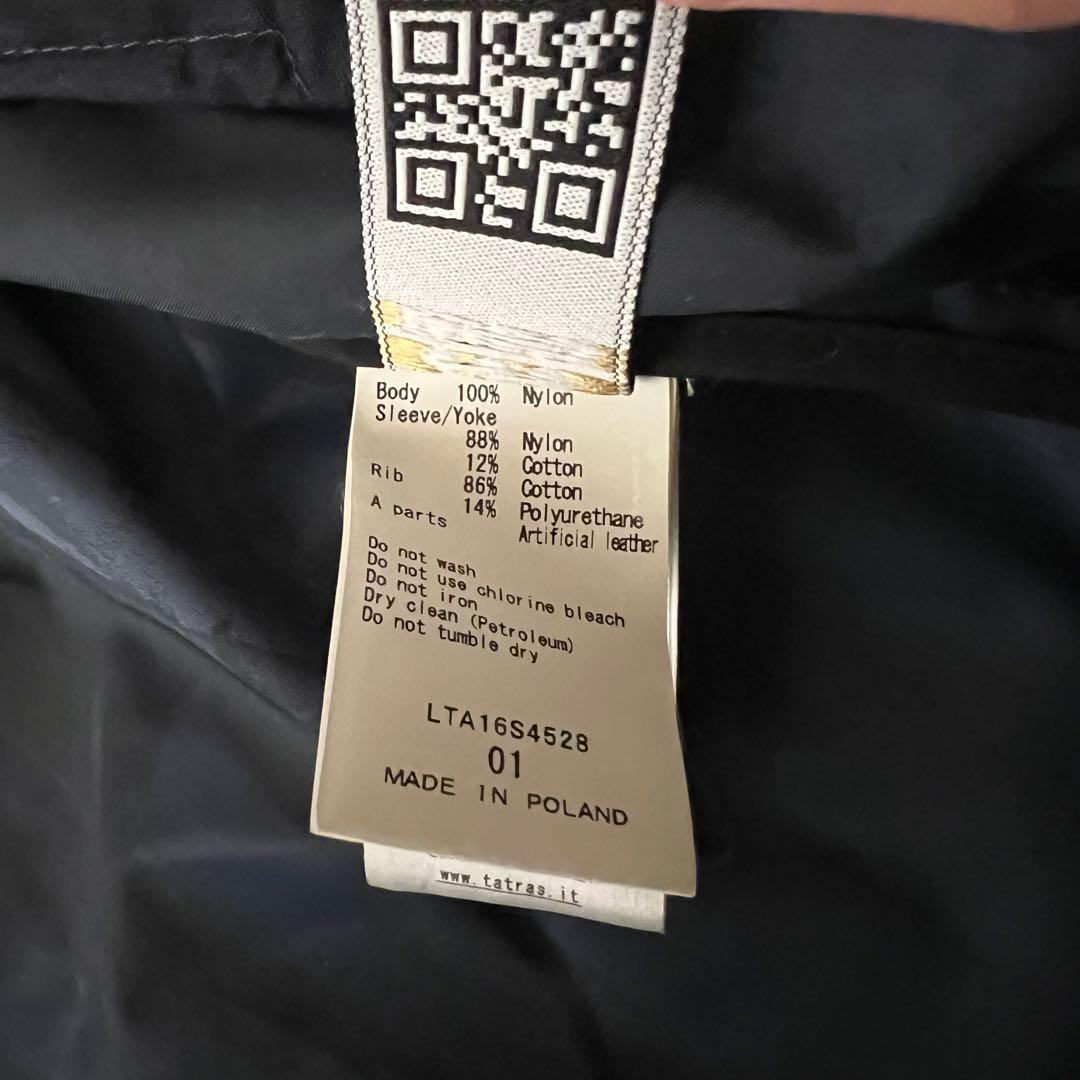 Body 100% Nylon
Sleeve/Yoke
88% Nylon
12% Cotton
Rib 86% Cotton
14% Polyurethane
A parts Artificial leather
Do not wash
Do not use chlorine bleach
Do not iron
Dry clean (Petroleum)
Do not tumble dry
LTA16S4528
01
MADE IN POLAND
www.tatras.it